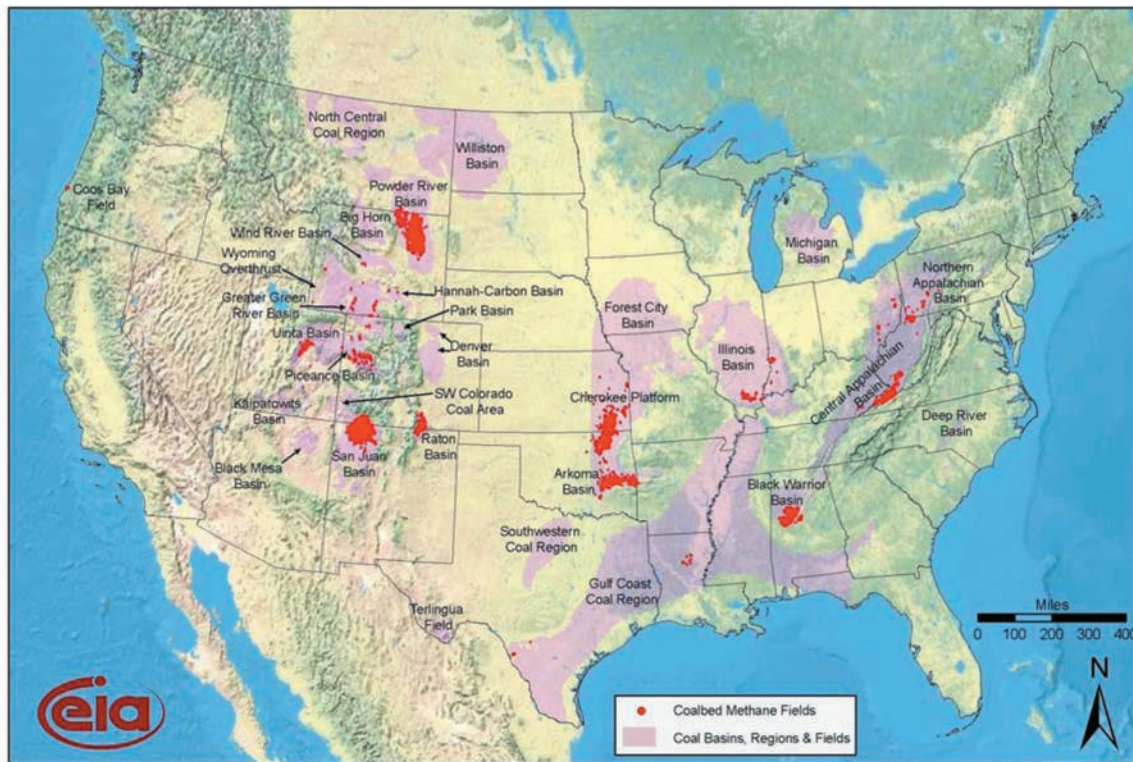 North Central
Coal Region
Williston
Basin
Coos Bay
Field
Powder River
Basin
Big Horn
Basin
Wind River Basin
Wyoming
Overthrust
Michigan
Basin
Northern
Appalachian
Basin
Hannah-Carbon Basin
Greater Green
River Basin
Park Basin
Forest City
Basin
Uinta Basin
Denver
Basin
Illinois
Basin
Piceance Basin
Central Appalachian
Basin
SW Colorado
Coal Area
Cherokee Platform
Kaiparowits
Basin
Deep River
Basin
Raton
Basin
San Juan
Basin
Black Mesa
Basin
Arkoma
Basin
Black Warrior
Basin
Southwestern
Coal Region
Gulf Coast
Coal Region
Terlingua
Field
Miles
0 100 200 300 400
N
eia
Coalbed Methane Fields
Coal Basins, Regions & Fields